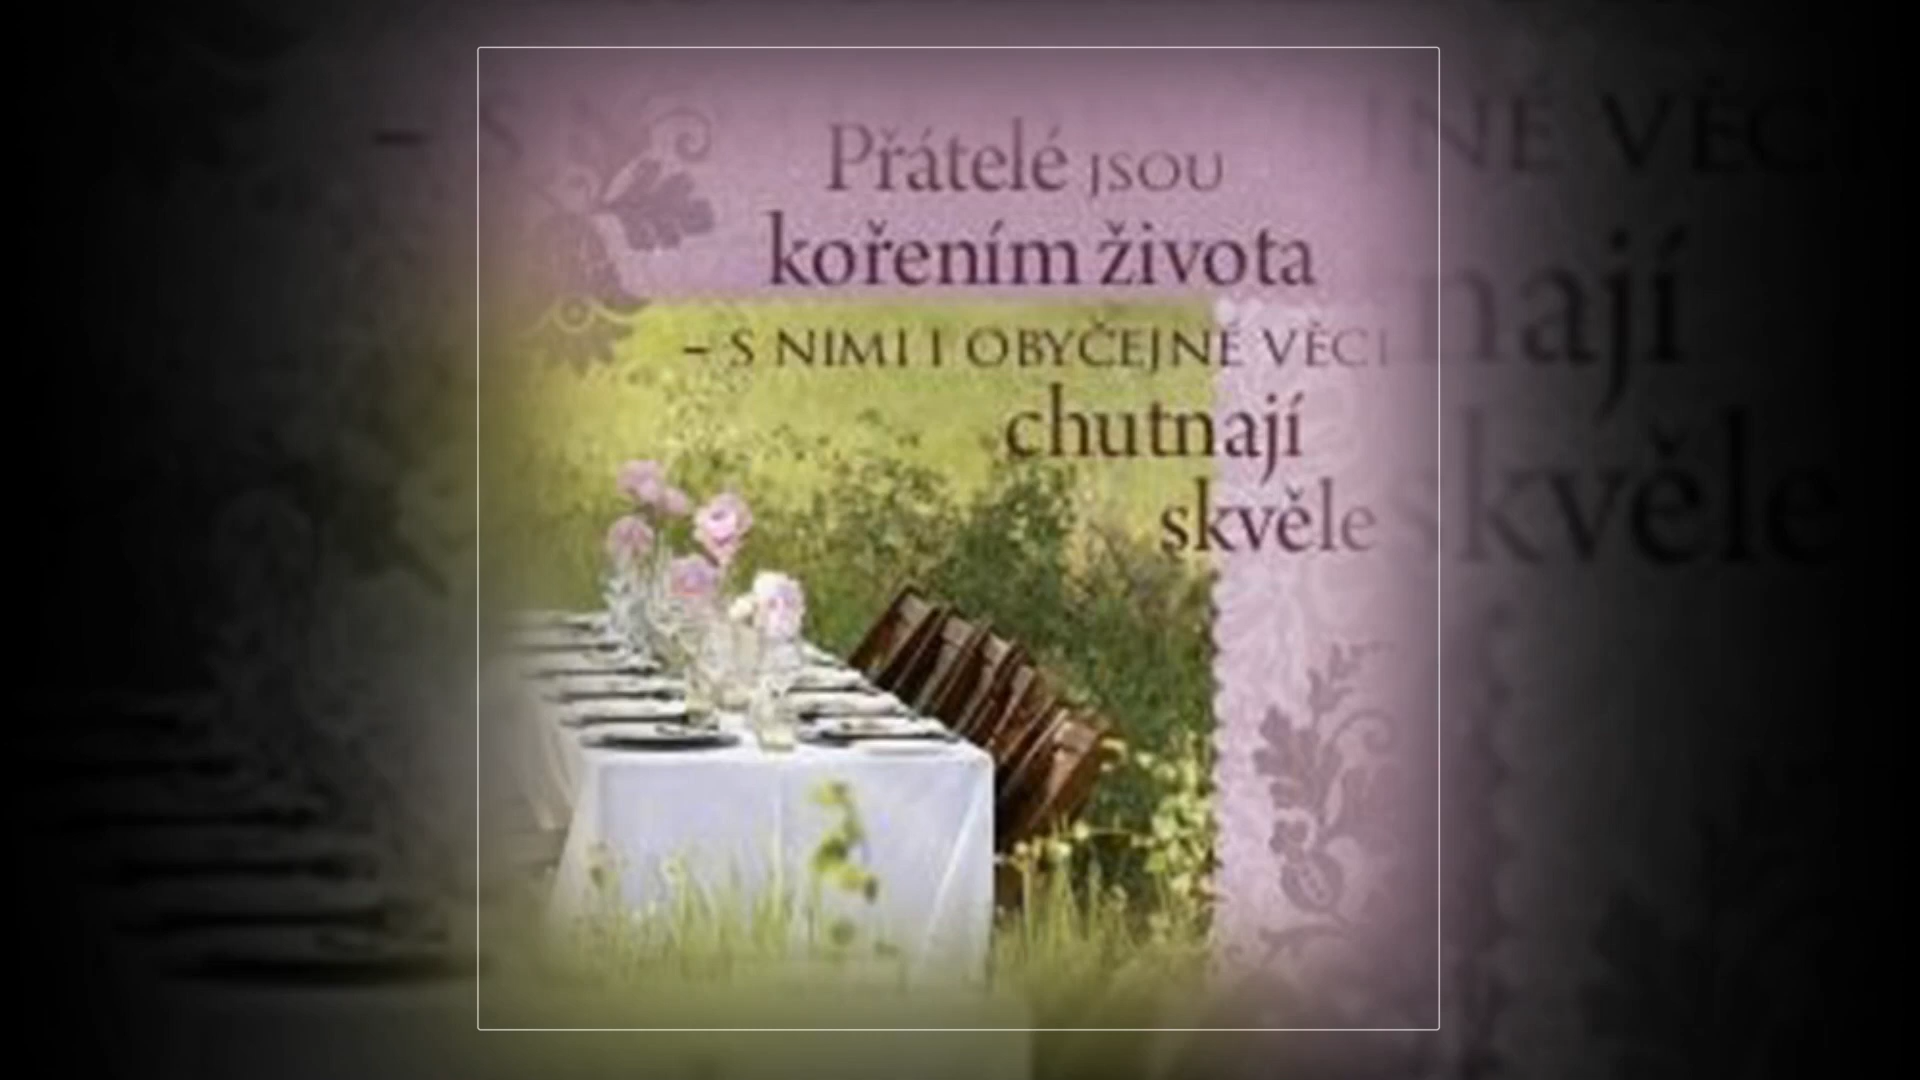 Přátelé JSOU
kořením života
– S NIMI I OBYČEJNÉ VĚCI
chutnají
skvěle